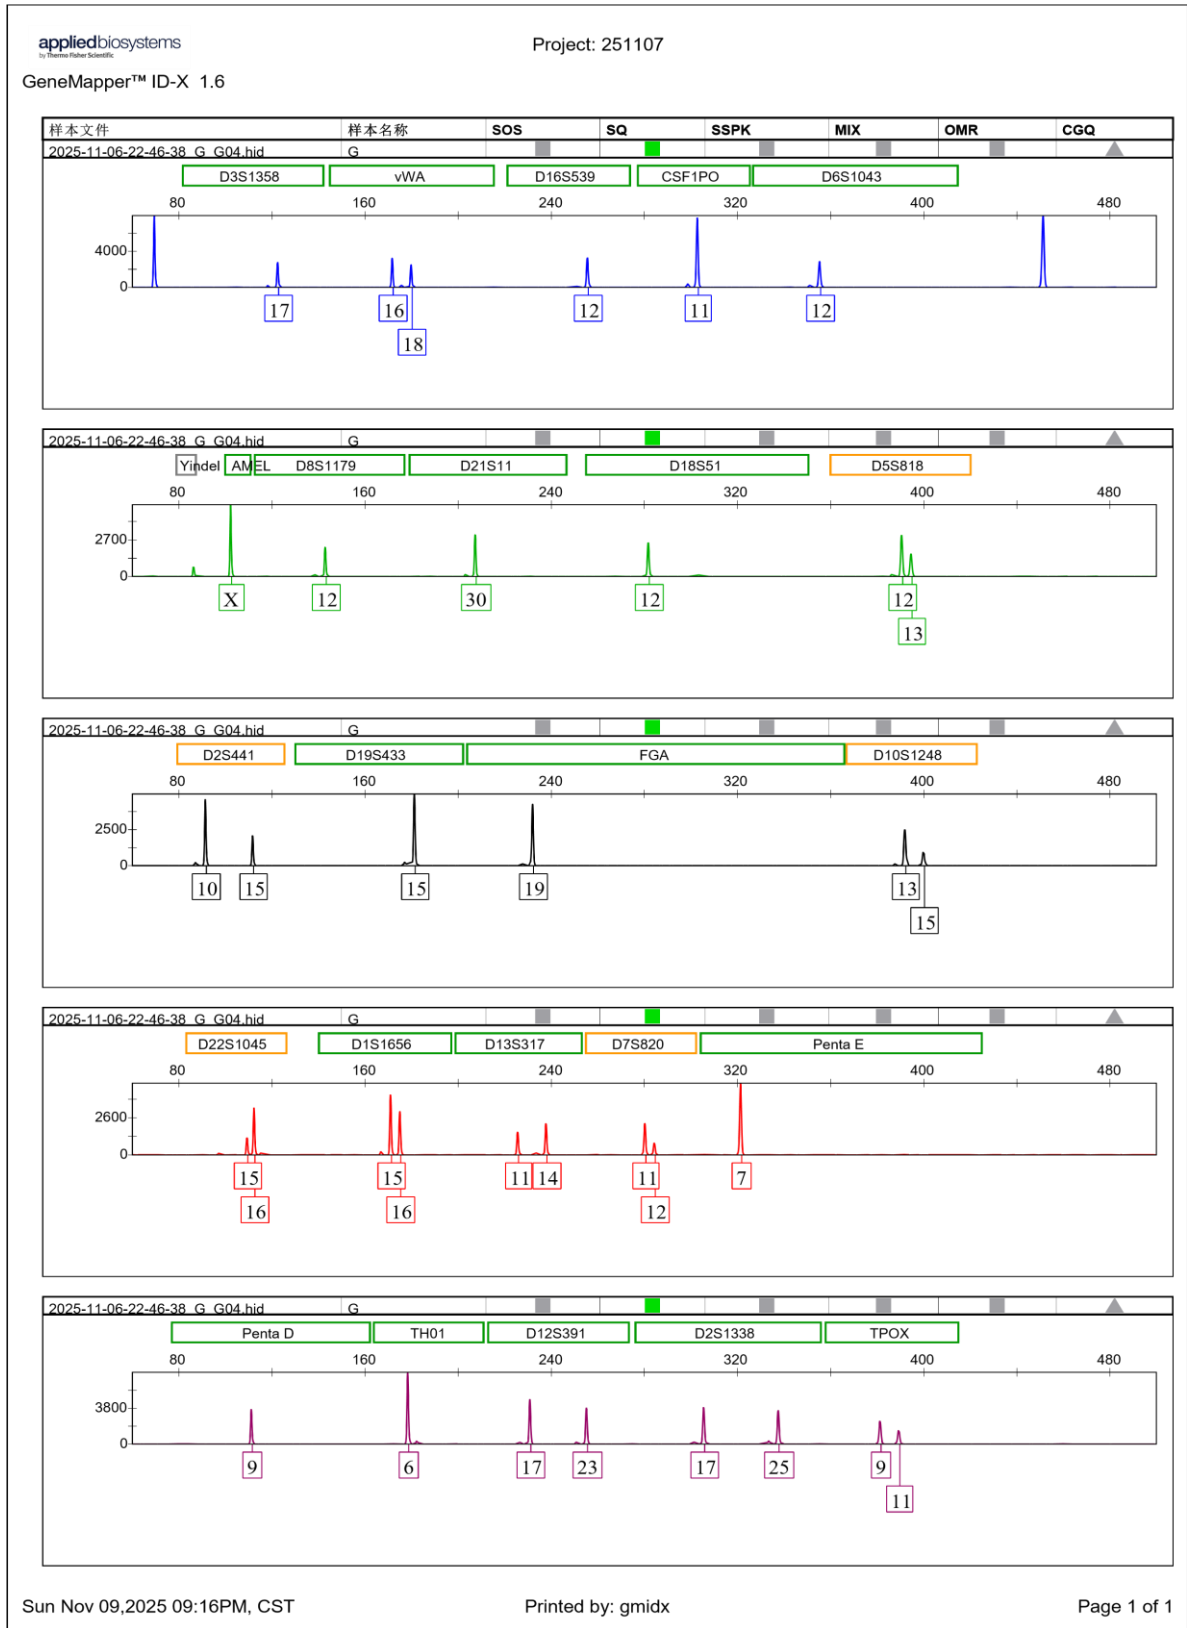 appliedbiosystems
by Thermo Fisher Scientific
Project: 251107
GeneMapper™ ID-X 1.6
样本文件 样本名称 SOS SQ SSPK MIX OMR CGQ
2025-11-06-22-46-38_G_G04.hid G
D3S1358 vWA D16S539 CSF1PO D6S1043
80 160 240 320 400 480
4000
0
17 16 12 11 12
18
2025-11-06-22-46-38_G_G04.hid G
Yindel AMEL D8S1179 D21S11 D18S51 D5S818
80 160 240 320 400 480
2700
0
X 12 30 12 12
13
2025-11-06-22-46-38_G_G04.hid G
D2S441 D19S433 FGA D10S1248
80 160 240 320 400 480
2500
0
10 15 15 19 13
15
2025-11-06-22-46-38_G_G04.hid G
D22S1045 D1S1656 D13S317 D7S820 Penta E
80 160 240 320 400 480
2600
0
15 15 11 14 11 7
16 16 12
2025-11-06-22-46-38_G_G04.hid G
Penta D TH01 D12S391 D2S1338 TPOX
80 160 240 320 400 480
3800
0
9 6 17 23 17 25 9
11
Sun Nov 09,2025 09:16PM, CST Printed by: gmidx Page 1 of 1